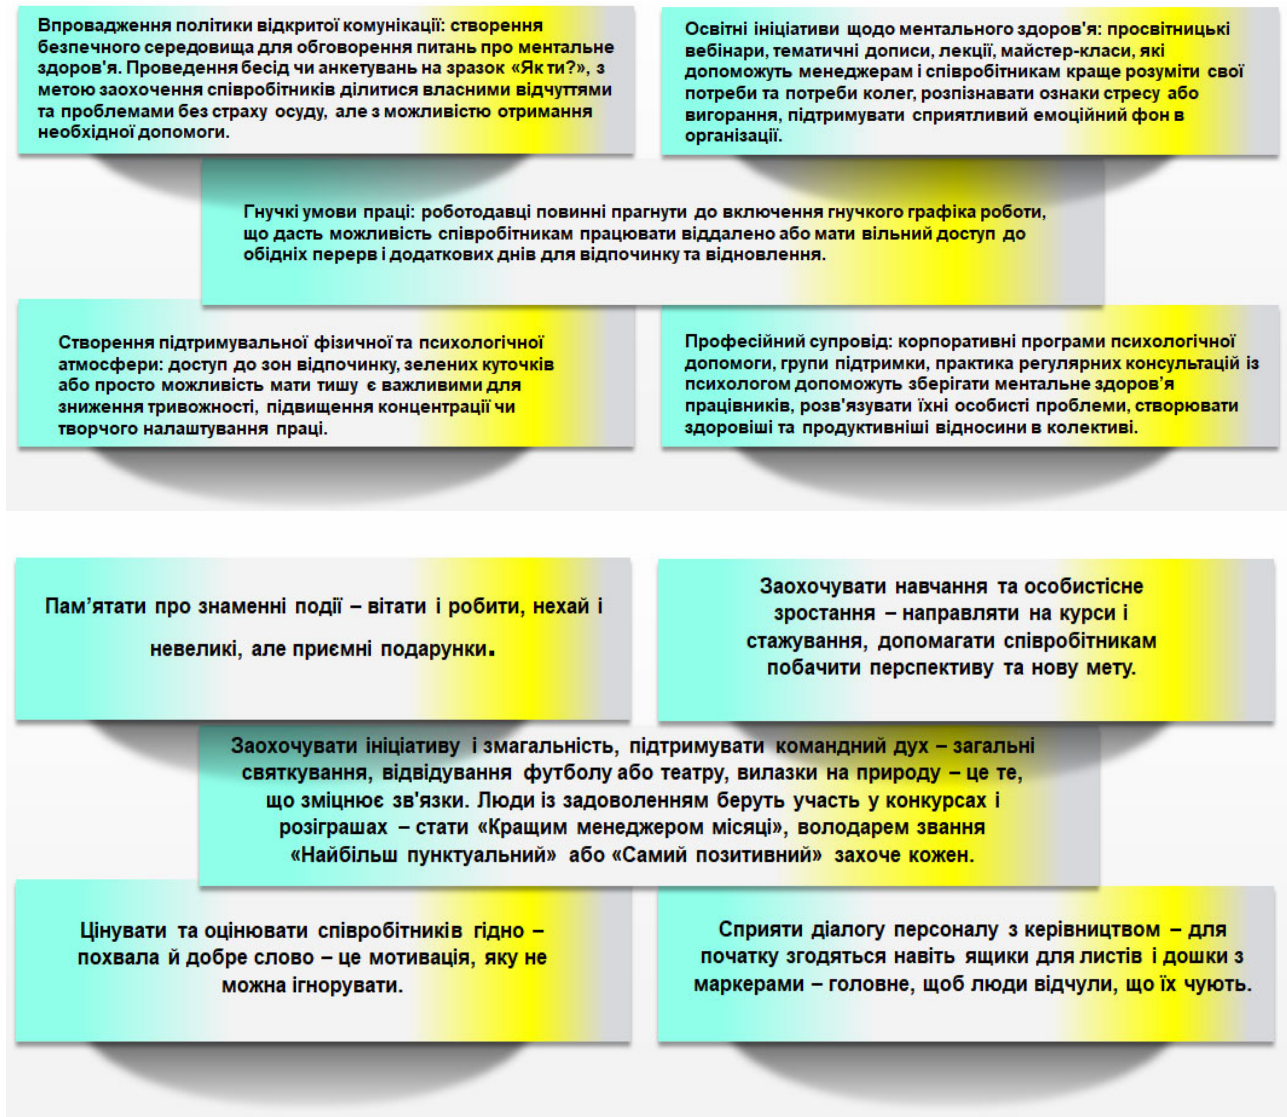 Впровадження політики відкритої комунікації: створення
безпечного середовища для обговорення питань про ментальне
здоров'я. Проведення бесід чи анкетувань на зразок «Як ти?», з
метою заохочення співробітників ділитися власними відчуттями
та проблемами без страху осуду, але з можливістю отримання
необхідної допомоги.
Освітні ініціативи щодо ментального здоров'я: просвітницькі
вебінари, тематичні дописи, лекції, майстер-класи, які
допоможуть менеджерам і співробітникам краще розуміти свої
потреби та потреби колег, розпізнавати ознаки стресу або
вигорання, підтримувати сприятливий емоційний фон в
організації.
Гнучкі умови праці: роботодавці повинні прагнути до включення гнучкого графіка роботи,
що дасть можливість співробітникам працювати віддалено або мати вільний доступ до
обідніх перерв і додаткових днів для відпочинку та відновлення.
Створення підтримувальної фізичної та психологічної
атмосфери: доступ до зон відпочинку, зелених куточків
або просто можливість мати тишу є важливими для
зниження тривожності, підвищення концентрації чи
творчого налаштування праці.
Професійний супровід: корпоративні програми психологічної
допомоги, групи підтримки, практика регулярних консультацій із
психологом допоможуть зберігати ментальне здоров’я
працівників, розв'язувати їхні особисті проблеми, створювати
здоровіші та продуктивніші відносини в колективі.
Пам’ятати про знаменні події – вітати і робити, нехай і
невеликі, але приємні подарунки.
Заохочувати навчання та особистісне
зростання – направляти на курси і
стажування, допомагати співробітникам
побачити перспективу та нову мету.
Заохочувати ініціативу і змагальність, підтримувати командний дух – загальні
святкування, відвідування футболу або театру, вилазки на природу – це те,
що зміцнює зв'язки. Люди із задоволенням беруть участь у конкурсах і
розіграшах – стати «Кращим менеджером місяці», володарем звання
«Найбільш пунктуальний» або «Самий позитивний» захоче кожен.
Цінувати та оцінювати співробітників гідно –
похвала й добре слово – це мотивація, яку не
можна ігнорувати.
Сприяти діалогу персоналу з керівництвом – для
початку згодяться навіть ящики для листів і дошки з
маркерами – головне, щоб люди відчули, що їх чують.